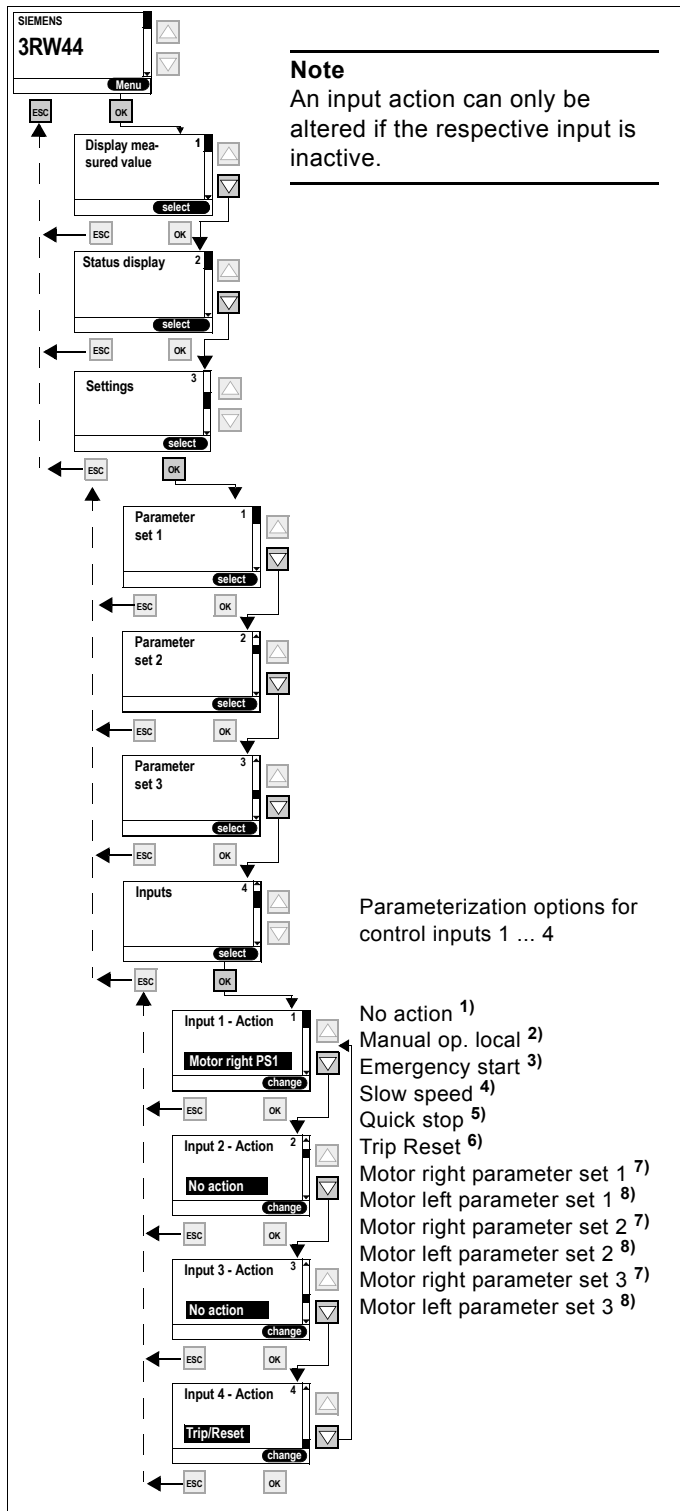 SIEMENS
3RW44
Menu
ESC
OK
Note
An input action can only be
altered if the respective input is
inactive.
Display mea-
sured value
1
select
ESC
OK
Status display
2
select
ESC
OK
Settings
3
select
ESC
OK
Parameter
set 1
1
select
ESC
OK
Parameter
set 2
2
select
ESC
OK
Parameter
set 3
3
select
ESC
OK
Inputs
4
select
ESC
OK
Parameterization options for
control inputs 1 ... 4
Input 1 - Action
1
Motor right PS1
change
ESC
OK
Input 2 - Action
2
No action
change
ESC
OK
Input 3 - Action
3
No action
change
ESC
OK
Input 4 - Action
4
Trip/Reset
change
ESC
OK
No action 1)
Manual op. local 2)
Emergency start 3)
Slow speed 4)
Quick stop 5)
Trip Reset 6)
Motor right parameter set 1 7)
Motor left parameter set 1 8)
Motor right parameter set 2 7)
Motor left parameter set 2 8)
Motor right parameter set 3 7)
Motor left parameter set 3 8)